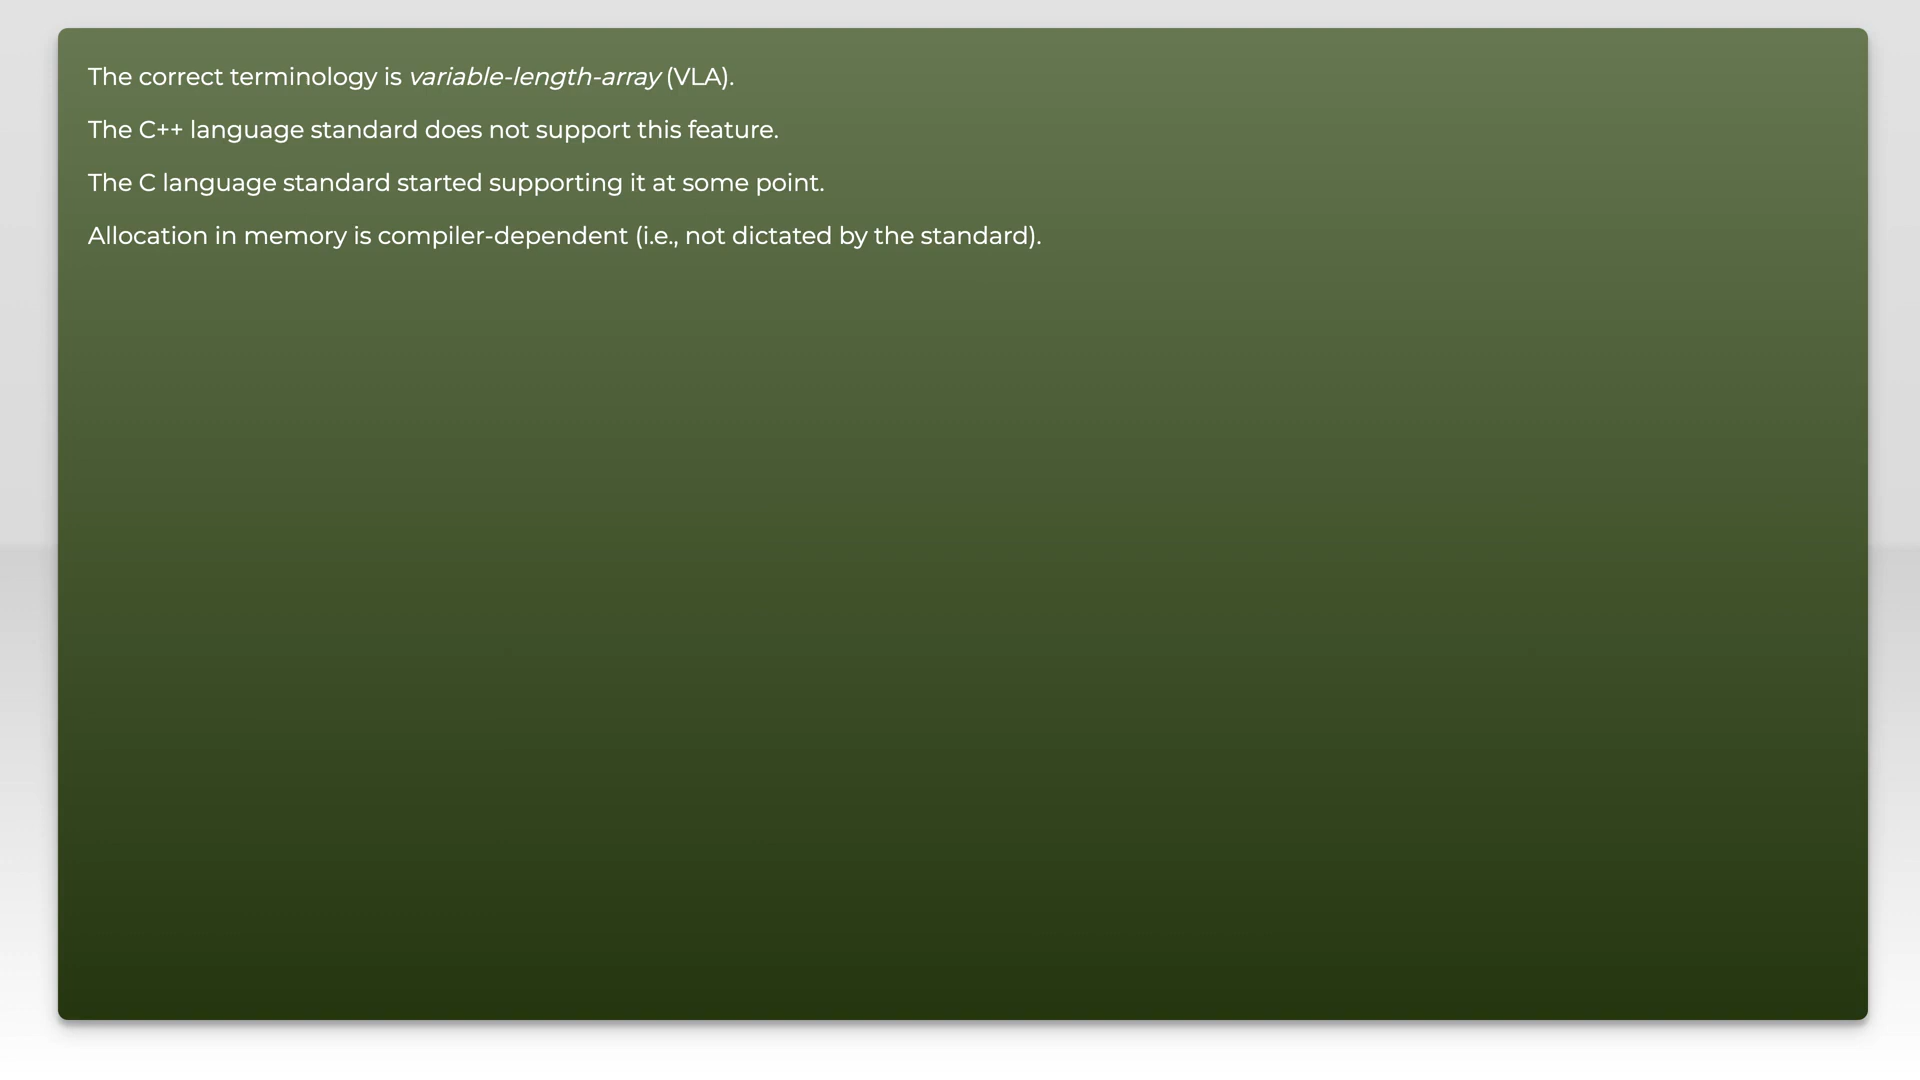 The correct terminology is variable-length-array (VLA).
The C++ language standard does not support this feature.
The C language standard started supporting it at some point.
Allocation in memory is compiler-dependent (i.e., not dictated by the standard).